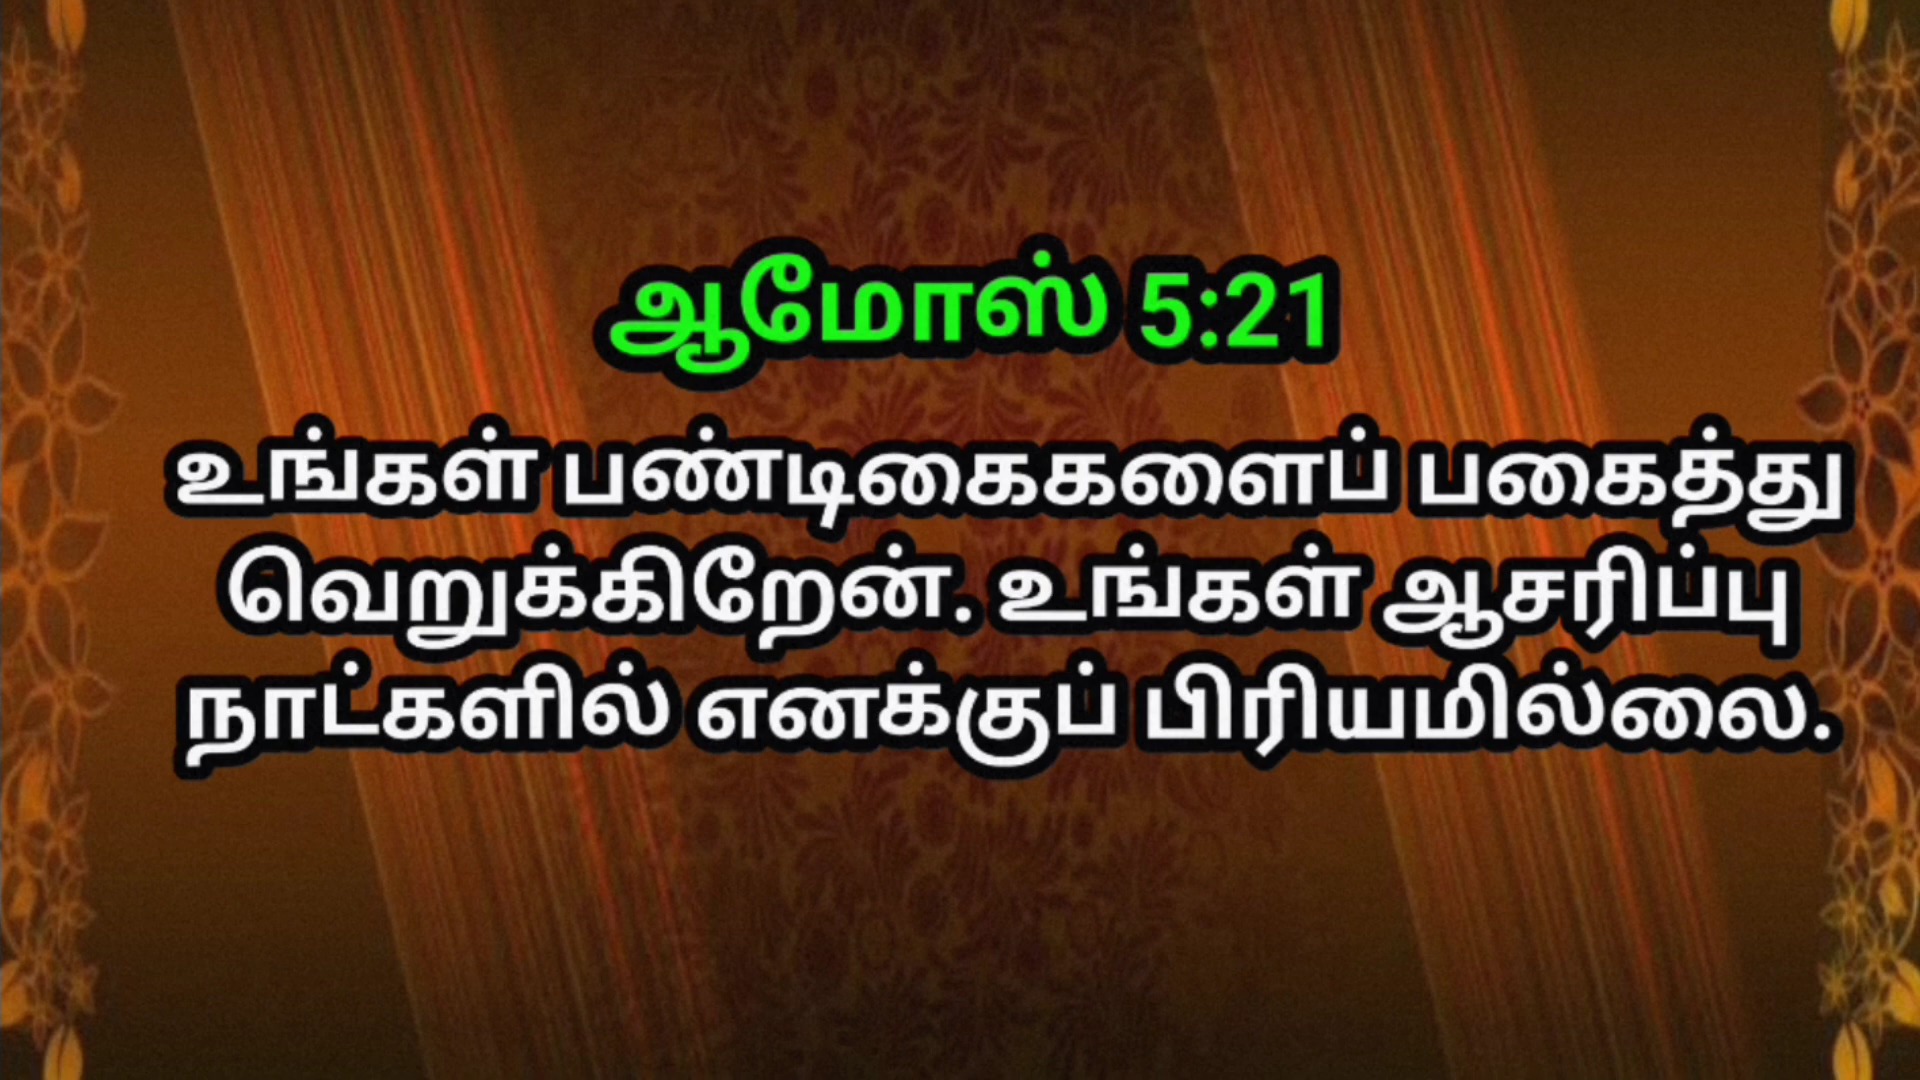 ஆமோஸ் 5:21
உங்கள் பண்டிகைகளைப் பகைத்து
வெறுக்கிறேன். உங்கள் ஆசரிப்பு
நாட்களில் எனக்குப் பிரியமில்லை.